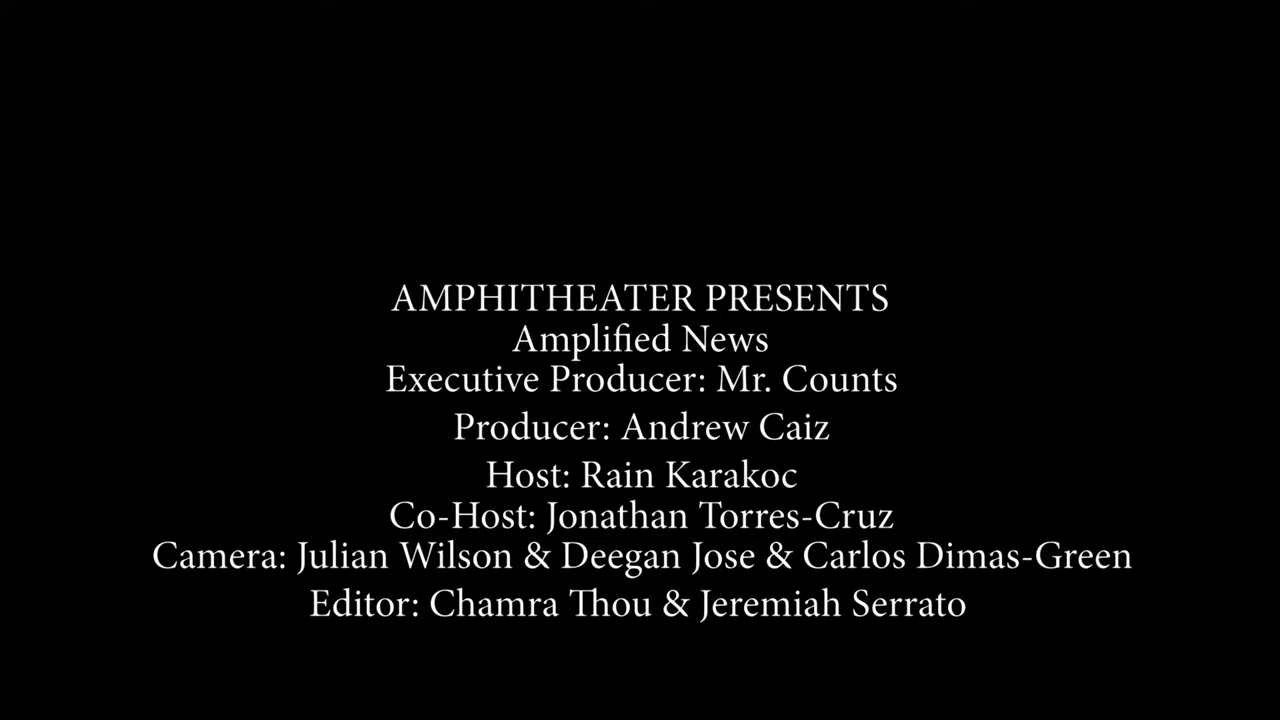 AMPHITHEATER PRESENTS
Amplified News
Executive Producer: Mr. Counts
Producer: Andrew Caiz
Host: Rain Karakoc
Co-Host: Jonathan Torres-Cruz
Camera: Julian Wilson & Deegan Jose & Carlos Dimas-Green
Editor: Chamra Thou & Jeremiah Serrato